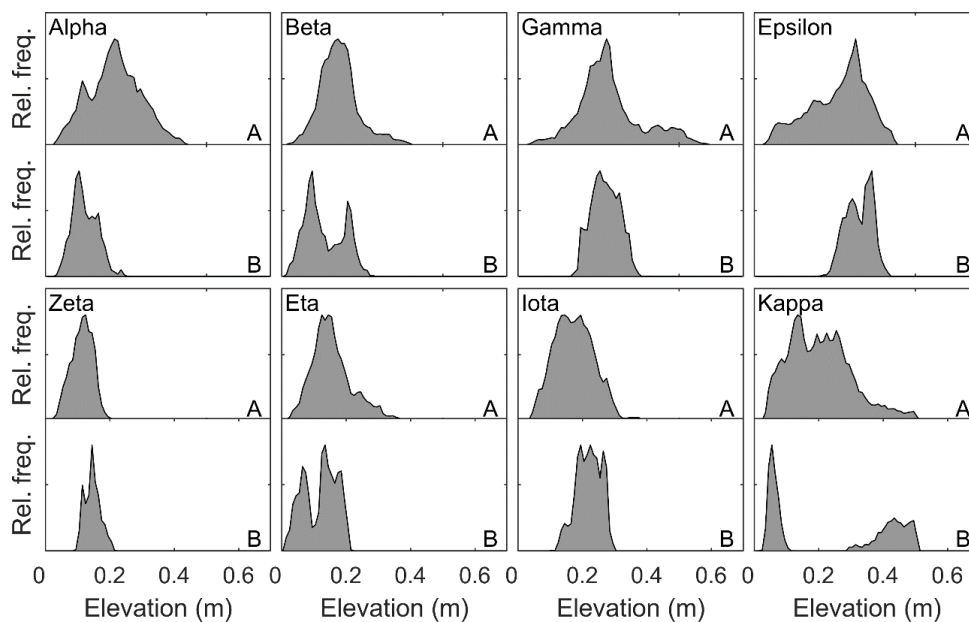 Alpha Beta Gamma Epsilon
Rel. freq. A A A A
Rel. freq. B B B B
Zeta Eta Iota Kappa
Rel. freq. A A A A
Rel. freq. B B B B
0 0.2 0.4 0.6 0 0.2 0.4 0.6 0 0.2 0.4 0.6 0 0.2 0.4 0.6
Elevation (m) Elevation (m) Elevation (m) Elevation (m)